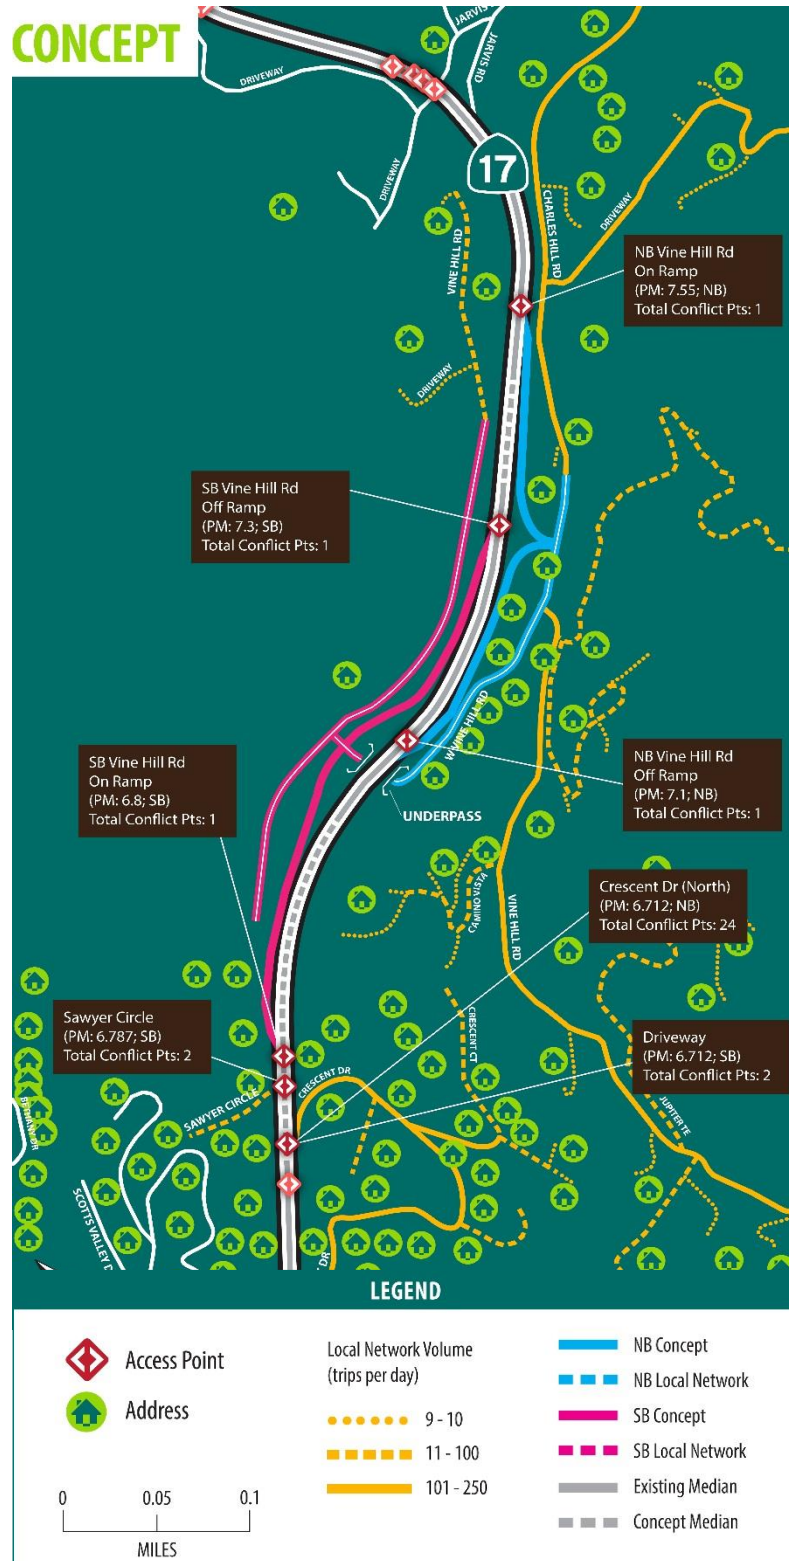 CONCEPT
JARVIS
JARVIS RD
DRIVEWAY
DRIVEWAY
17
CHARLES HILL RD
DRIVEWAY
VINE HILL RD
NB Vine Hill Rd
On Ramp
(PM: 7.55; NB)
Total Conflict Pts: 1
DRIVEWAY
SB Vine Hill Rd
Off Ramp
(PM: 7.3; SB)
Total Conflict Pts: 1
W VINE HILL RD
SB Vine Hill Rd
On Ramp
(PM: 6.8; SB)
Total Conflict Pts: 1
NB Vine Hill Rd
Off Ramp
(PM: 7.1; NB)
Total Conflict Pts: 1
UNDERPASS
CAMINO VISTA
VINE HILL RD
Crescent Dr (North)
(PM: 6.712; NB)
Total Conflict Pts: 24
CRESCENT CT
Sawyer Circle
(PM: 6.787; SB)
Total Conflict Pts: 2
Driveway
(PM: 6.712; SB)
Total Conflict Pts: 2
CRESCENT DR
SAWYER CIRCLE
BETHANY DR
JUPITER TE
SCOTTS VALLEY D
DR
LEGEND
Access Point
Address
0 0.05 0.1
MILES
Local Network Volume
(trips per day)
9 - 10
11 - 100
101 - 250
NB Concept
NB Local Network
SB Concept
SB Local Network
Existing Median
Concept Median